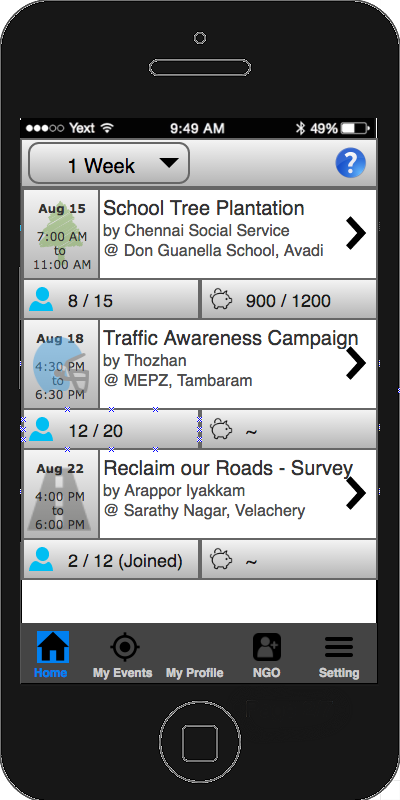 Yext 9:49 AM 49%
1 Week ?
Aug 15
7:00 AM
to
11:00 AM
School Tree Plantation
by Chennai Social Service
@ Don Guanella School, Avadi
8 / 15 900 / 1200
Aug 18
4:30 PM
to
6:30 PM
Traffic Awareness Campaign
by Thozhan
@ MEPZ, Tambaram
12 / 20 ~
Aug 22
4:00 PM
to
6:00 PM
Reclaim our Roads - Survey
by Arappor Iyakkam
@ Sarathy Nagar, Velachery
2 / 12 (Joined) ~
Home My Events My Profile NGO Setting